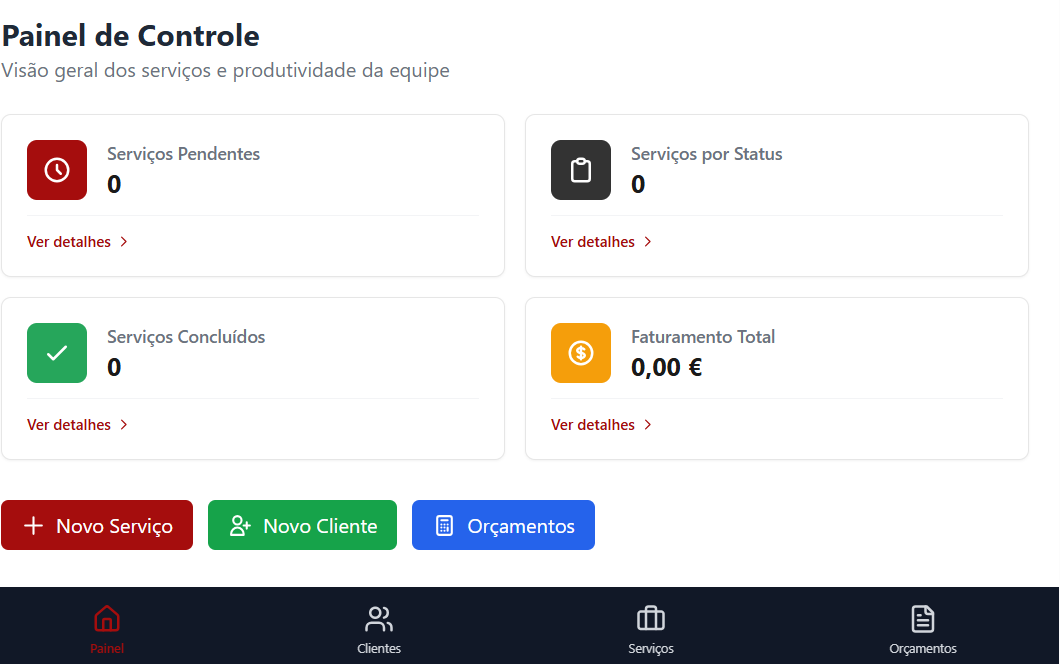 Painel de Controle
Visão geral dos serviços e produtividade da equipe
Serviços Pendentes
0
Ver detalhes
Serviços por Status
0
Ver detalhes
Serviços Concluídos
0
Ver detalhes
Faturamento Total
0,00 €
Ver detalhes
Novo Serviço
Novo Cliente
Orçamentos
Painel
Clientes
Serviços
Orçamentos